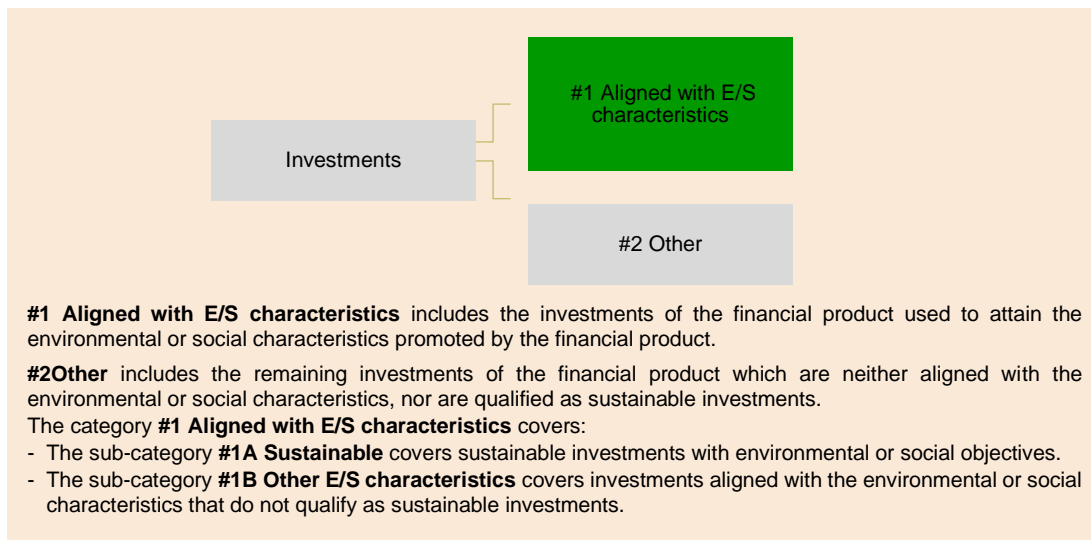 #1 Aligned with E/S
characteristics
Investments
#2 Other
#1 Aligned with E/S characteristics includes the investments of the financial product used to attain the
environmental or social characteristics promoted by the financial product.
#2Other includes the remaining investments of the financial product which are neither aligned with the
environmental or social characteristics, nor are qualified as sustainable investments.
The category #1 Aligned with E/S characteristics covers:
- The sub-category #1A Sustainable covers sustainable investments with environmental or social objectives.
- The sub-category #1B Other E/S characteristics covers investments aligned with the environmental or social
characteristics that do not qualify as sustainable investments.